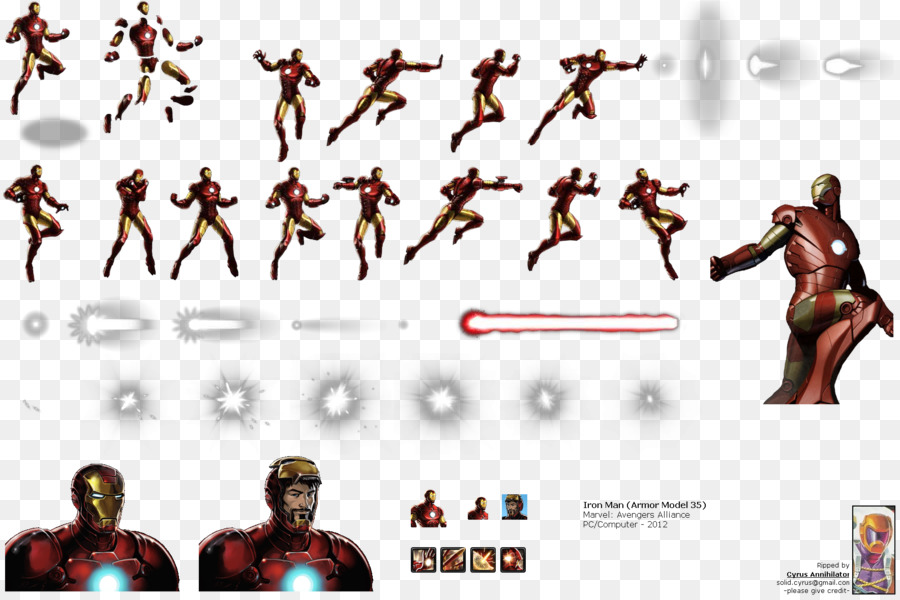 Iron Man (Armor Model 35)
Marvel: Avengers Alliance
PC/Computer - 2012
Ripped by
Cyrus Annihilator
solid.cyrus@gmail.com
-please give credit-